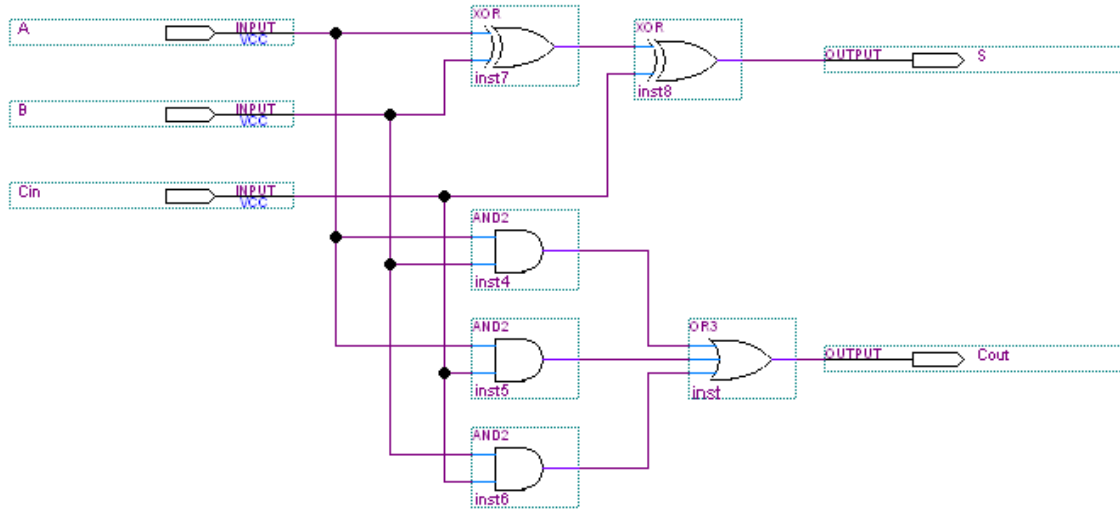 A
INPUT
VCC
XOR
inst7
XOR
inst8
OUTPUT
S
B
INPUT
VCC
Cin
INPUT
VCC
AND2
inst4
AND2
inst5
OR3
inst
OUTPUT
Cout
AND2
inst6